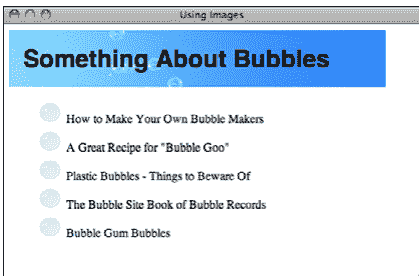 Using Images
Something About Bubbles
How to Make Your Own Bubble Makers
A Great Recipe for "Bubble Goo"
Plastic Bubbles - Things to Beware Of
The Bubble Site Book of Bubble Records
Bubble Gum Bubbles